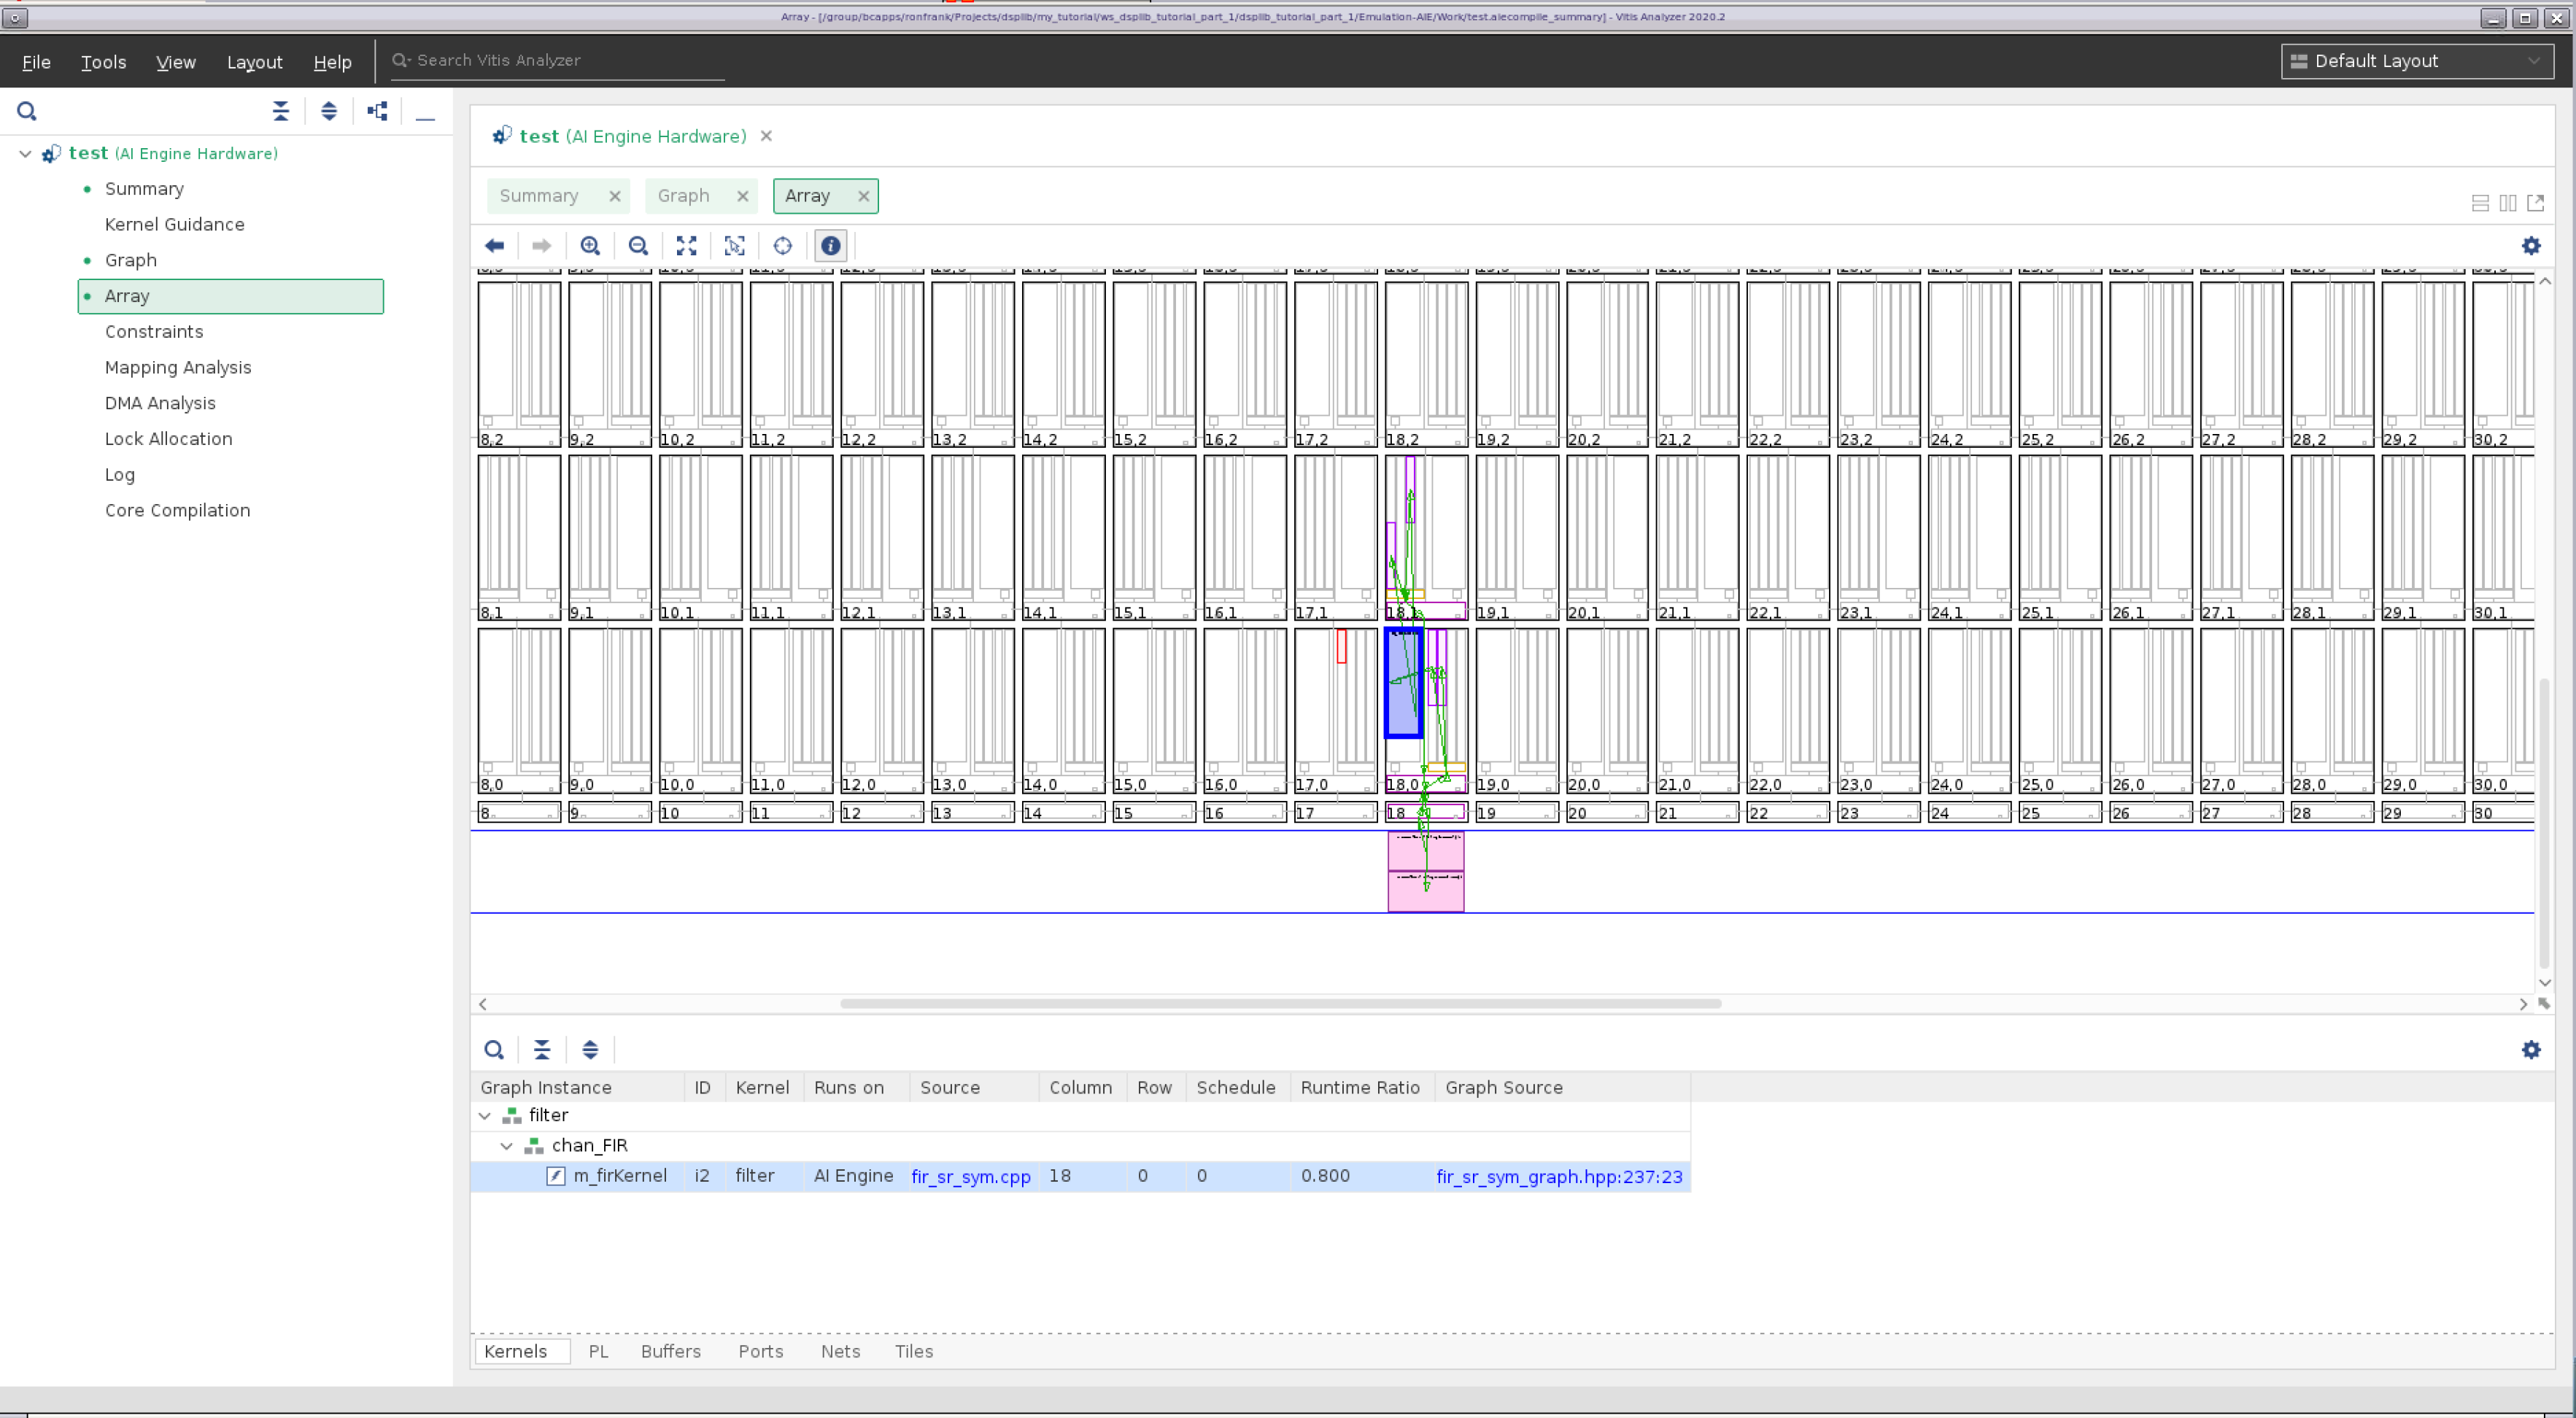 Array - [/group/bcapps/ronfrank/Projects/dsplib/my_tutorial/ws_dsplib_tutorial_part_1/dsplib_tutorial_part_1/Emulation-AIE/Work/test.aiecompile_summary] - Vitis Analyzer 2020.2
File Tools View Layout Help Search Vitis Analyzer Default Layout
test (AI Engine Hardware)
Summary
Kernel Guidance
Graph
Array
Constraints
Mapping Analysis
DMA Analysis
Lock Allocation
Log
Core Compilation
test (AI Engine Hardware)
Summary Graph Array
8,2 9,2 10,2 11,2 12,2 13,2 14,2 15,2 16,2 17,2 18,2 19,2 20,2 21,2 22,2 23,2 24,2 25,2 26,2 27,2 28,2 29,2 30,2
8,1 9,1 10,1 11,1 12,1 13,1 14,1 15,1 16,1 17,1 18,1 19,1 20,1 21,1 22,1 23,1 24,1 25,1 26,1 27,1 28,1 29,1 30,1
8,0 9,0 10,0 11,0 12,0 13,0 14,0 15,0 16,0 17,0 18,0 19,0 20,0 21,0 22,0 23,0 24,0 25,0 26,0 27,0 28,0 29,0 30,0
8 9 10 11 12 13 14 15 16 17 18 19 20 21 22 23 24 25 26 27 28 29 30
Graph Instance ID Kernel Runs on Source Column Row Schedule Runtime Ratio Graph Source
filter
chan_FIR
m_firKernel i2 filter AI Engine fir_sr_sym.cpp 18 0 0 0.800 fir_sr_sym_graph.hpp:237:23
Kernels PL Buffers Ports Nets Tiles